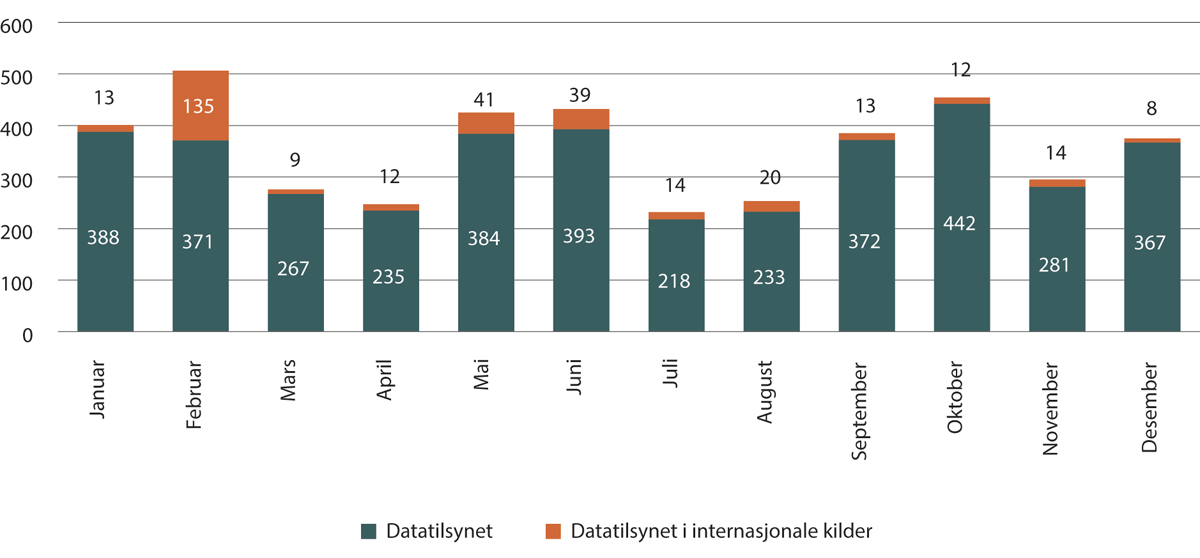 600
500
400
300
200
100
0
13
135
9
12
41
39
14
20
13
12
14
8
388
371
267
235
384
393
218
233
372
442
281
367
Januar
Februar
Mars
April
Mai
Juni
Juli
August
September
Oktober
November
Desember
Datatilsynet
Datatilsynet i internasjonale kilder